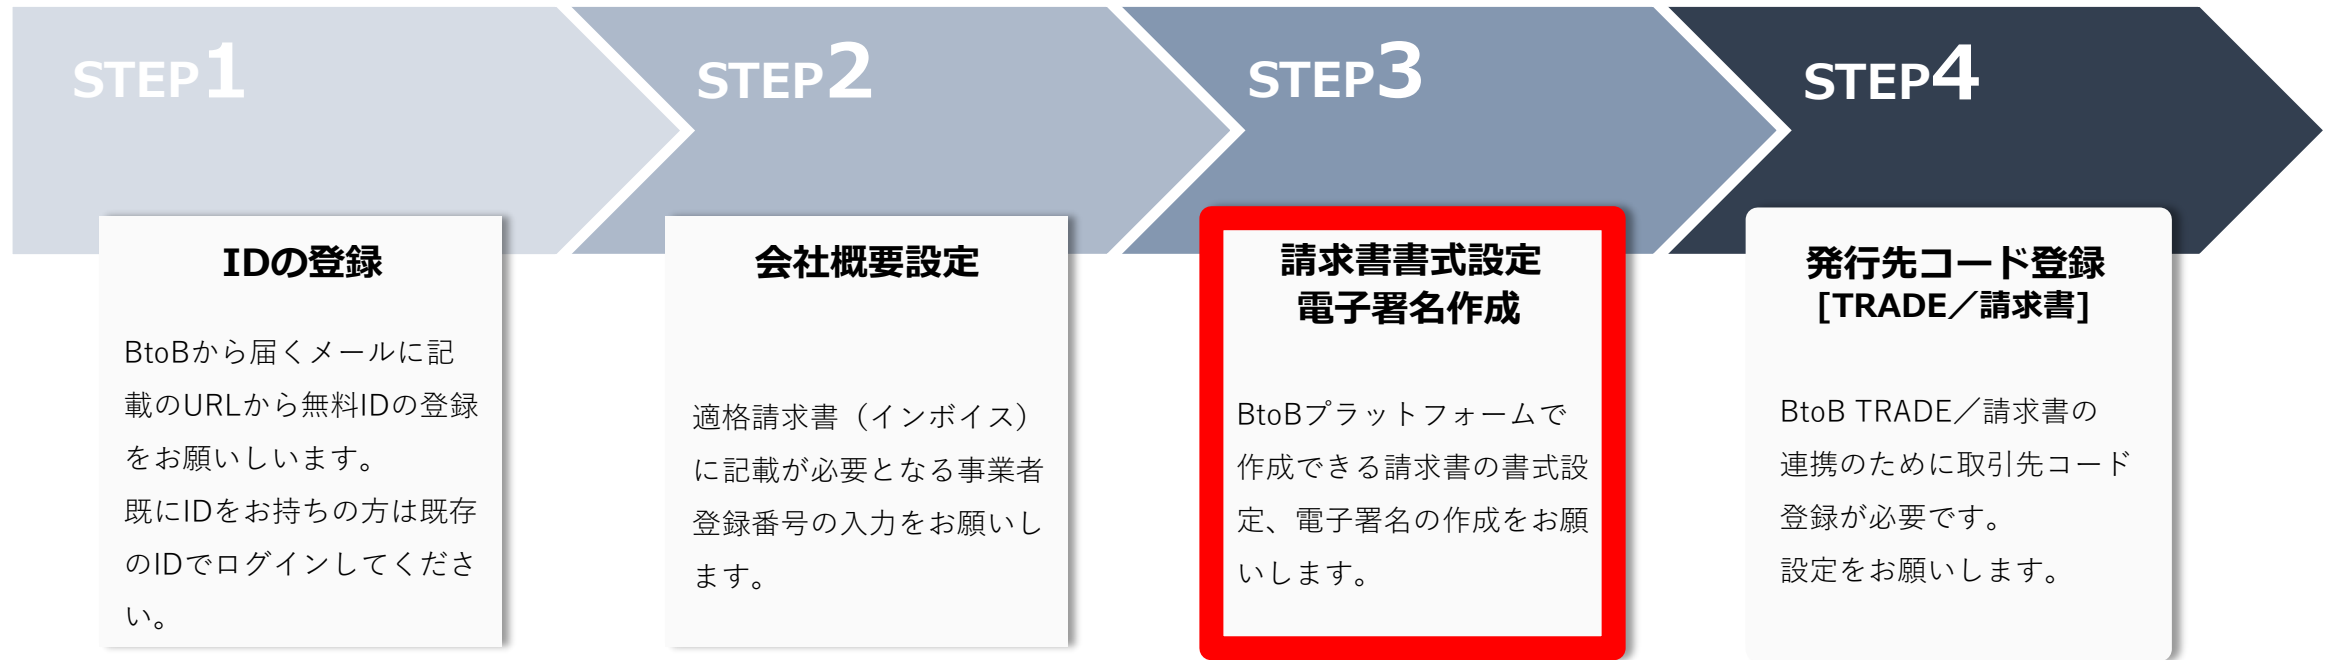 STEP1
STEP2
STEP3
STEP4
IDの登録
BtoBから届くメールに記
載のURLから無料IDの登録
をお願いしいます。
既にIDをお持ちの方は既存
のIDでログインしてくださ
い。
会社概要設定
適格請求書（インボイス）
に記載が必要となる事業者
登録番号の入力をお願いし
ます。
請求書書式設定
電子署名作成
BtoBプラットフォームで
作成できる請求書の書式設
定、電子署名の作成をお願
いします。
発行先コード登録
[TRADE／請求書]
BtoB TRADE／請求書の
連携のために取引先コード
登録が必要です。
設定をお願いします。